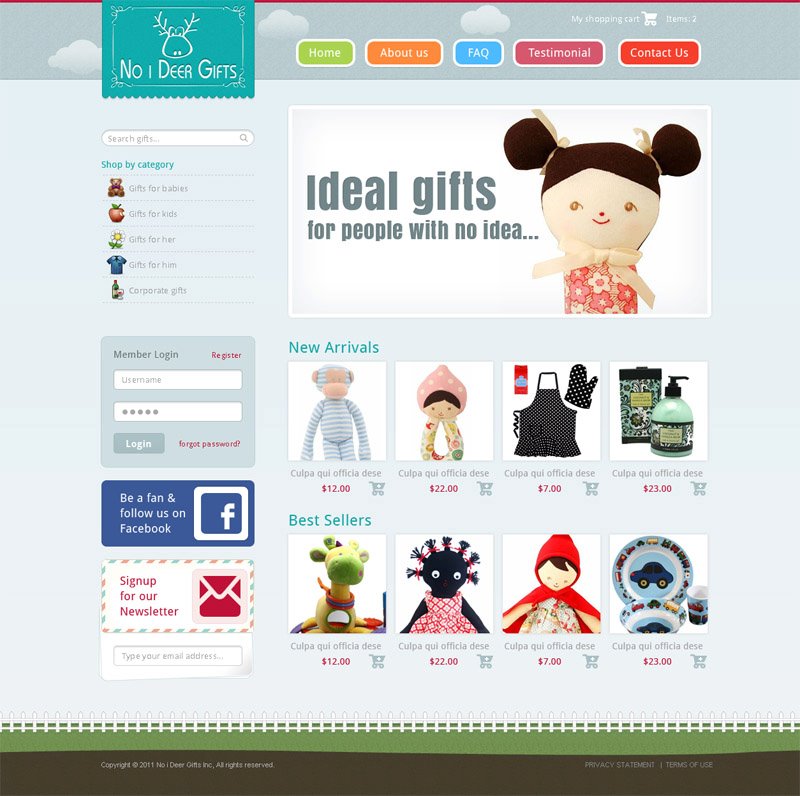 My shopping cart Items: 2
No i Deer Gifts
Home
About us
FAQ
Testimonial
Contact Us
Search gifts...
Shop by category
Gifts for babies
Gifts for kids
Gifts for her
Gifts for him
Corporate gifts
Member Login Register
Username
Login forgot password?
Be a fan &
follow us on
Facebook
f
Signup
for our
Newsletter
Type your email address...
Ideal gifts
for people with no idea...
New Arrivals
Culpa qui officia dese
$12.00
Culpa qui officia dese
$22.00
Culpa qui officia dese
$7.00
Culpa qui officia dese
$23.00
Best Sellers
Culpa qui officia dese
$12.00
Culpa qui officia dese
$22.00
Culpa qui officia dese
$7.00
Culpa qui officia dese
$23.00
Copyright © 2011 No i Deer Gifts Inc, All rights reserved.
PRIVACY STATEMENT | TERMS OF USE